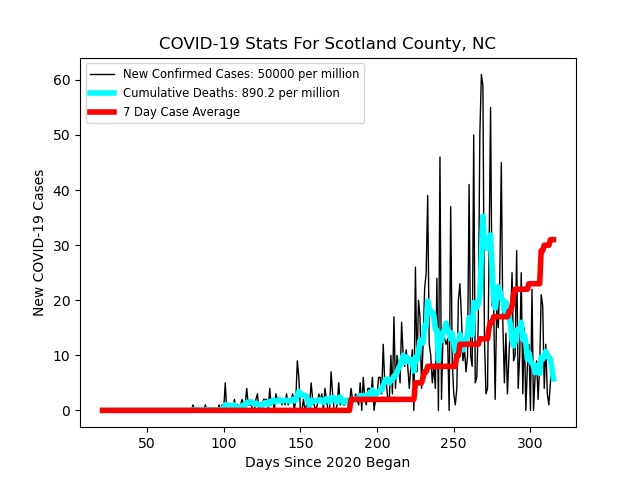 COVID-19 Stats For Scotland County, NC
New Confirmed Cases: 50000 per million
Cumulative Deaths: 890.2 per million
7 Day Case Average
60
50
40
30
20
10
0
New COVID-19 Cases
50 100 150 200 250 300
Days Since 2020 Began